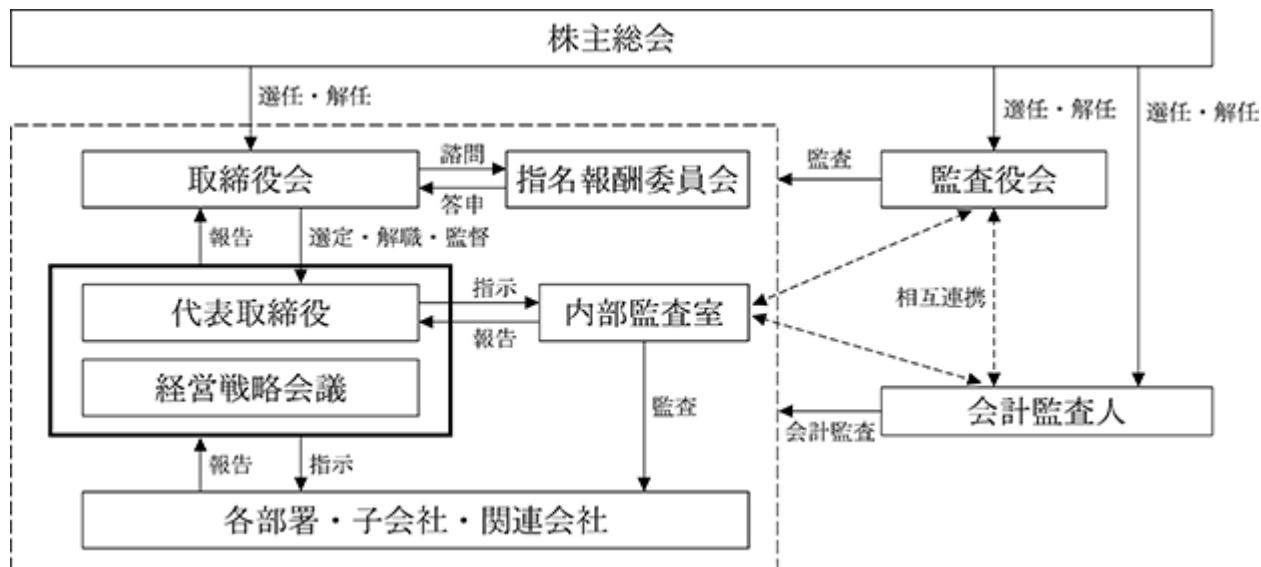 株主総会
選任・解任
選任・解任
選任・解任
取締役会
諮問
答申
指名報酬委員会
監査
監査役会
報告
選定・解職・監督
代表取締役
指示
報告
内部監査室
相互連携
経営戦略会議
監査
会計監査
会計監査人
報告
指示
各部署・子会社・関連会社